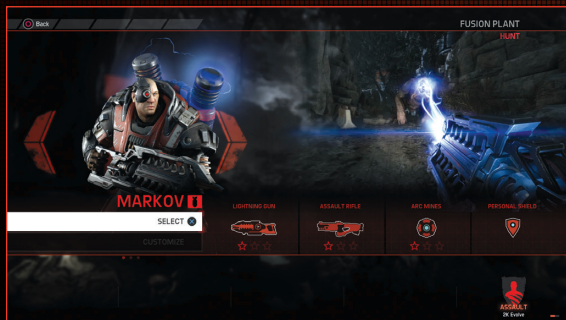 Back
FUSION PLANT
HUNT
MARKOV
SELECT
CUSTOMIZE
LIGHTNING GUN
ASSAULT RIFLE
ARC MINES
PERSONAL SHIELD
ASSAULT
2K Evolve